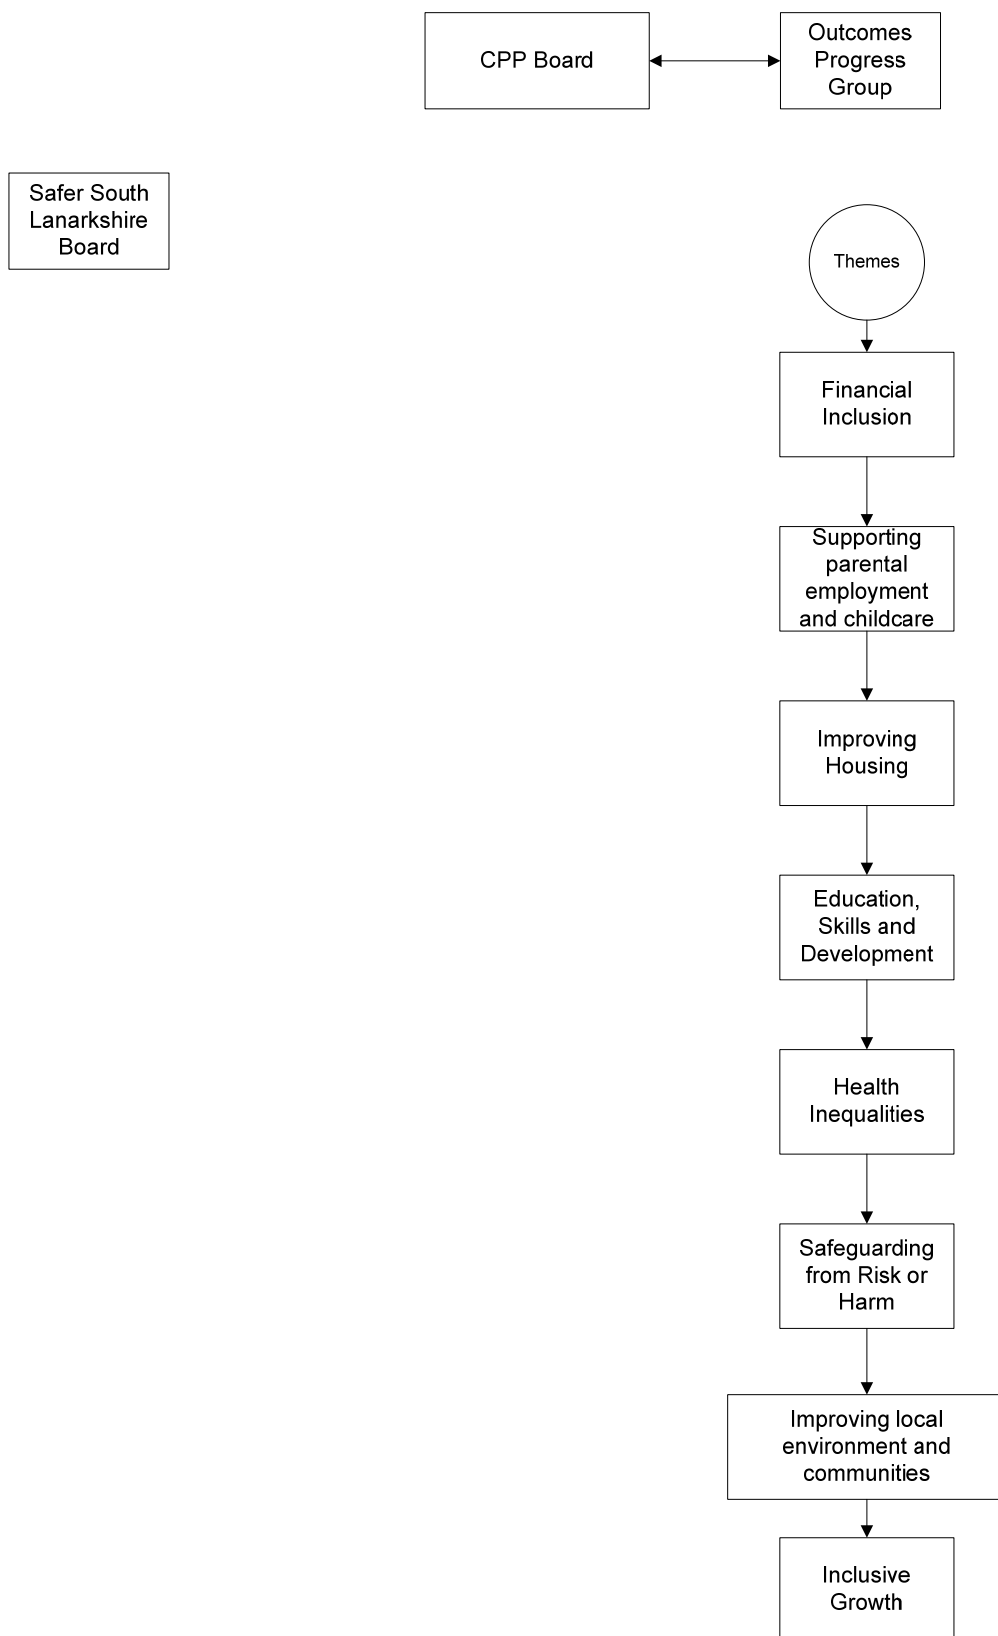 CPP Board
Outcomes
Progress
Group
Safer South
Lanarkshire
Board
Themes
Financial
Inclusion
Supporting
parental
employment
and childcare
Improving
Housing
Education,
Skills and
Development
Health
Inequalities
Safeguarding
from Risk or
Harm
Improving local
environment and
communities
Inclusive
Growth